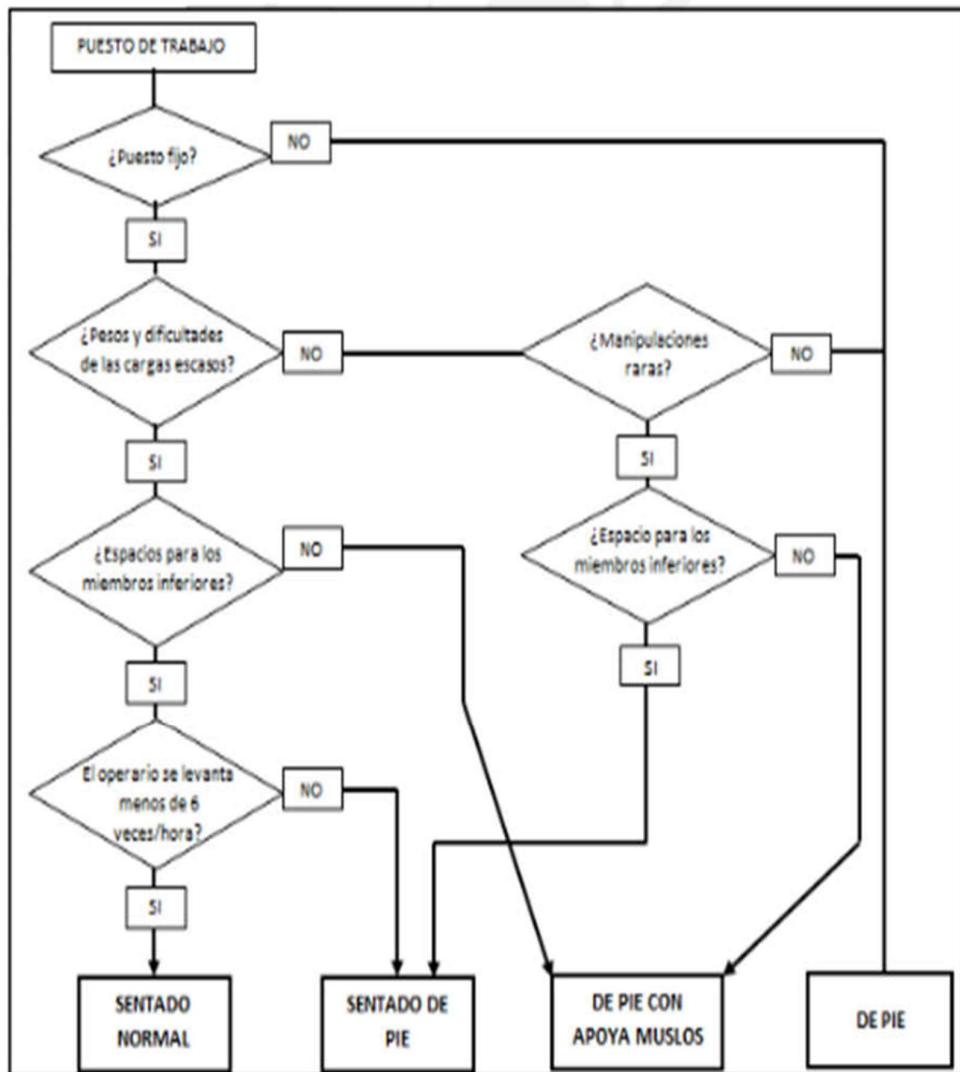 PUESTO DE TRABAJO
¿Puesto fijo?
NO
SI
¿Pesos y dificultades
de las cargas escasos?
NO
¿Manipulaciones
raras?
NO
SI
SI
¿Espacios para los
miembros inferiores?
NO
¿Espacio para los
miembros inferiores?
NO
SI
SI
El operario se levanta
menos de 6
veces/hora?
NO
SI
SENTADO
NORMAL
SENTADO DE
PIE
DE PIE CON
APOYA MUSLOS
DE PIE